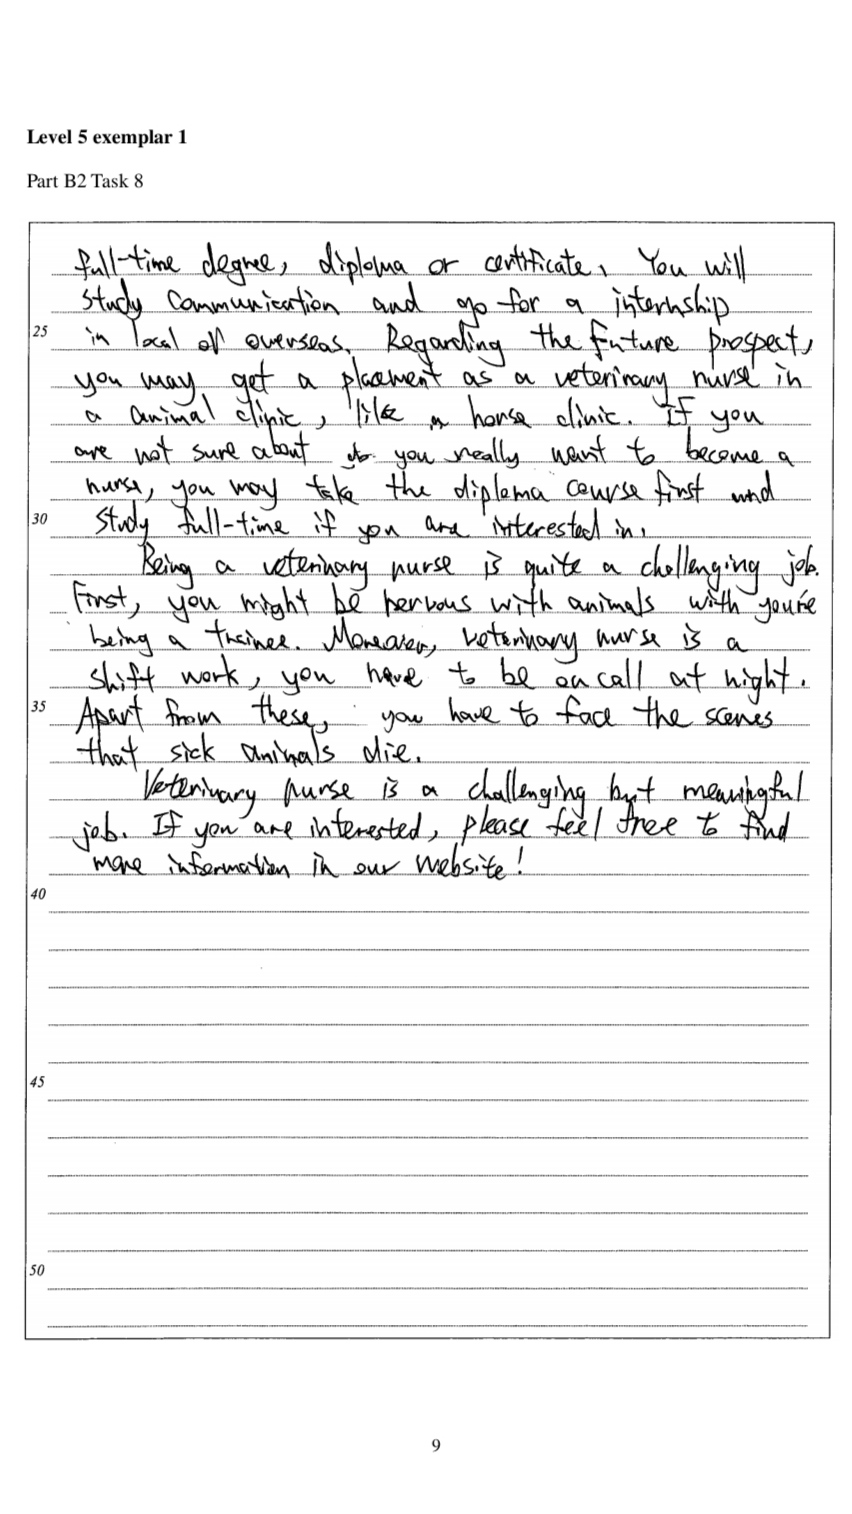 Level 5 exemplar 1
Part B2 Task 8
full-time degree, diploma or certificate. You will
study communication and go for a internship
25 in local or overseas. Regarding the future prospect,
you may get a placement as a veterinary nurse in
a animal clinic, like a horse clinic. If you
are not sure about do you really want to become a
nurse, you may take the diploma course first and
30 study full-time if you are interested in.
Being a veterinary nurse is quite a challenging job.
First, you might be nervous with animals with you're
being a trainee. Moreover, veterinary nurse is a
shift work, you have to be on call at night.
35 Apart from these, you have to face the scenes
that sick animals die.
Veterinary nurse is a challenging but meaningful
job. If you are interested, please feel free to find
more information in our website!
40
45
50
9